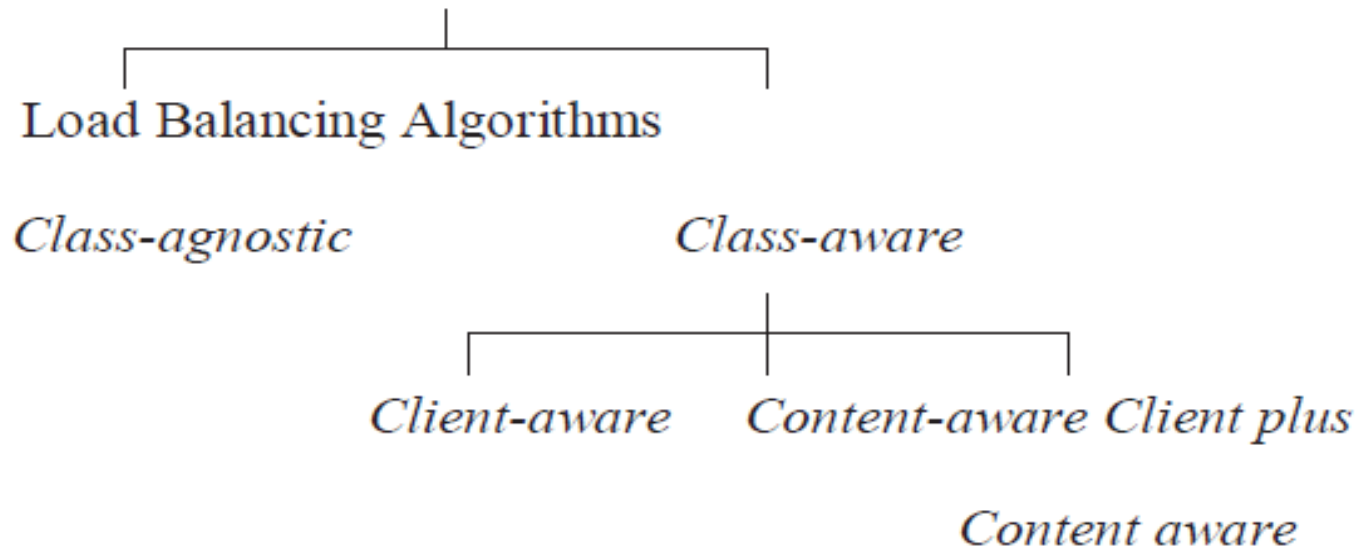 Load Balancing Algorithms
Class-agnostic Class-aware
Client-aware Content-aware Client plus
Content aware